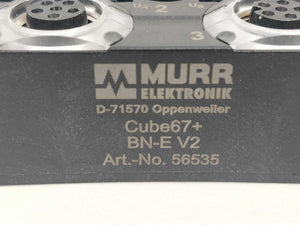 2
3
MURR
ELEKTRONIK
D-71570 Oppenweiler
Cube67+
BN-E V2
Art.-No. 56535